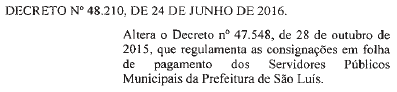 DECRETO Nº 48.210, DE 24 DE JUNHO DE 2016.
Altera o Decreto nº 47.548, de 28 de outubro de
2015, que regulamenta as consignações em folha
de pagamento dos Servidores Públicos
Municipais da Prefeitura de São Luís.